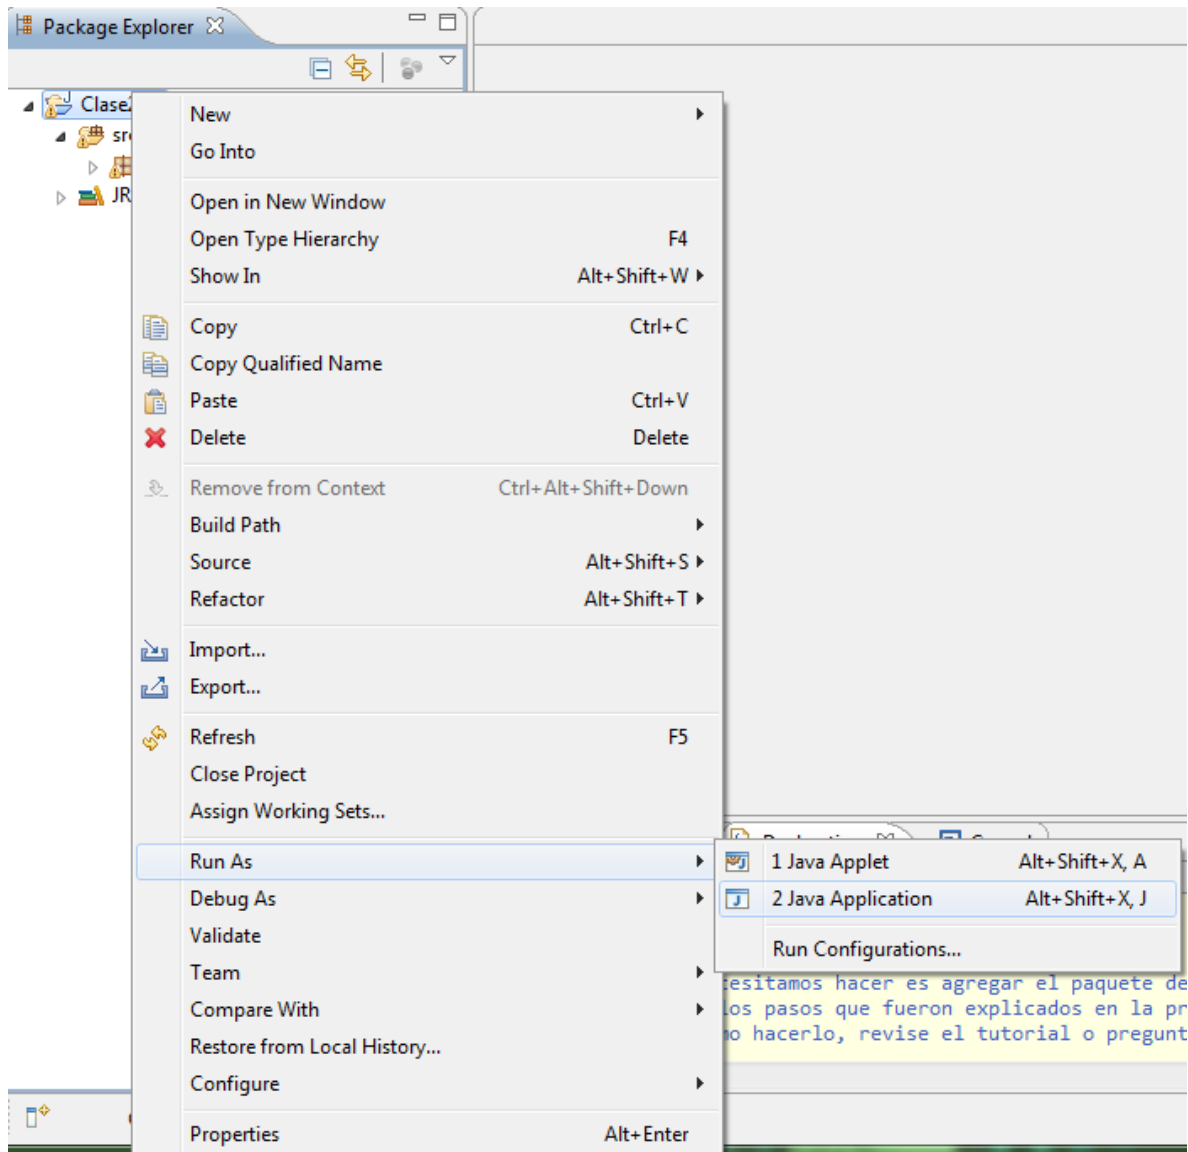 Package Explorer
Clase
src
JR
New
Go Into
Open in New Window
Open Type Hierarchy F4
Show In Alt+Shift+W
Copy Ctrl+C
Copy Qualified Name
Paste Ctrl+V
Delete Delete
Remove from Context Ctrl+Alt+Shift+Down
Build Path
Source Alt+Shift+S
Refactor Alt+Shift+T
Import...
Export...
Refresh F5
Close Project
Assign Working Sets...
Run As
Debug As
Validate
Team
Compare With
Restore from Local History...
Configure
Properties Alt+Enter
1 Java Applet Alt+Shift+X, A
2 Java Application Alt+Shift+X, J
Run Configurations...
esitamos hacer es agregar el paquete de
los pasos que fueron explicados en la pr
o hacerlo, revise el tutorial o pregunt